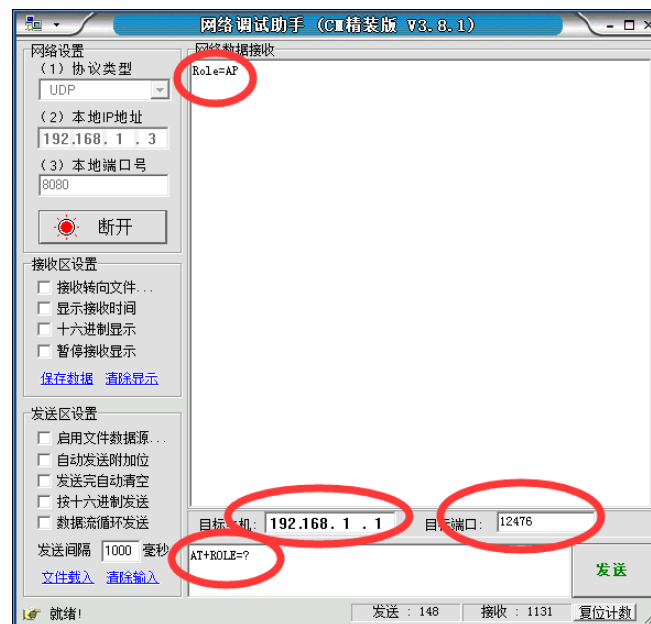 网络调试助手 (CM精装版 V3.8.1)
网络设置
(1) 协议类型
UDP
(2) 本地IP地址
192.168. 1 . 3
(3) 本地端口号
8080
断开
接收区设置
接收转向文件...
显示接收时间
十六进制显示
暂停接收显示
保存数据 清除显示
发送区设置
启用文件数据源...
自动发送附加位
发送完自动清空
按十六进制发送
数据流循环发送
发送间隔 1000 毫秒
文件载入 清除输入
网络数据接收
Role=AP
目标主机: 192.168. 1 . 1 目标端口: 12476
AT+ROLE=?
发送
就绪! 发送 : 148 接收 : 1131 复位计数